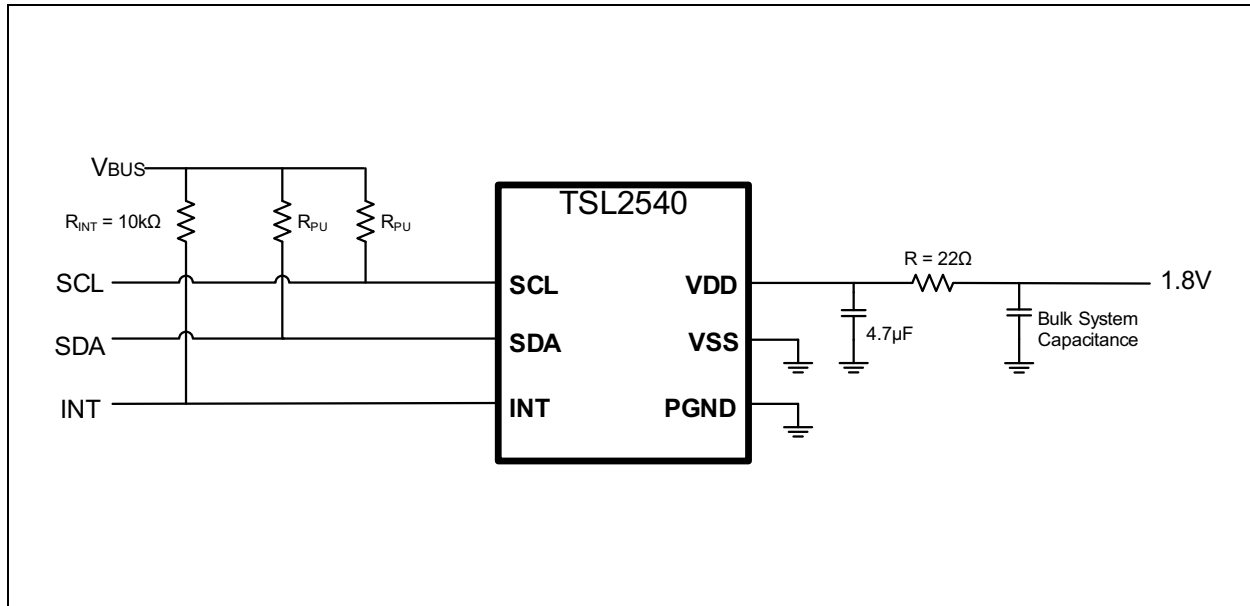 VBUS
TSL2540
RINT = 10kΩ
RPU
RPU
R = 22Ω
SCL
SCL
VDD
1.8V
Bulk System
Capacitance
4.7µF
SDA
SDA
VSS
INT
INT
PGND